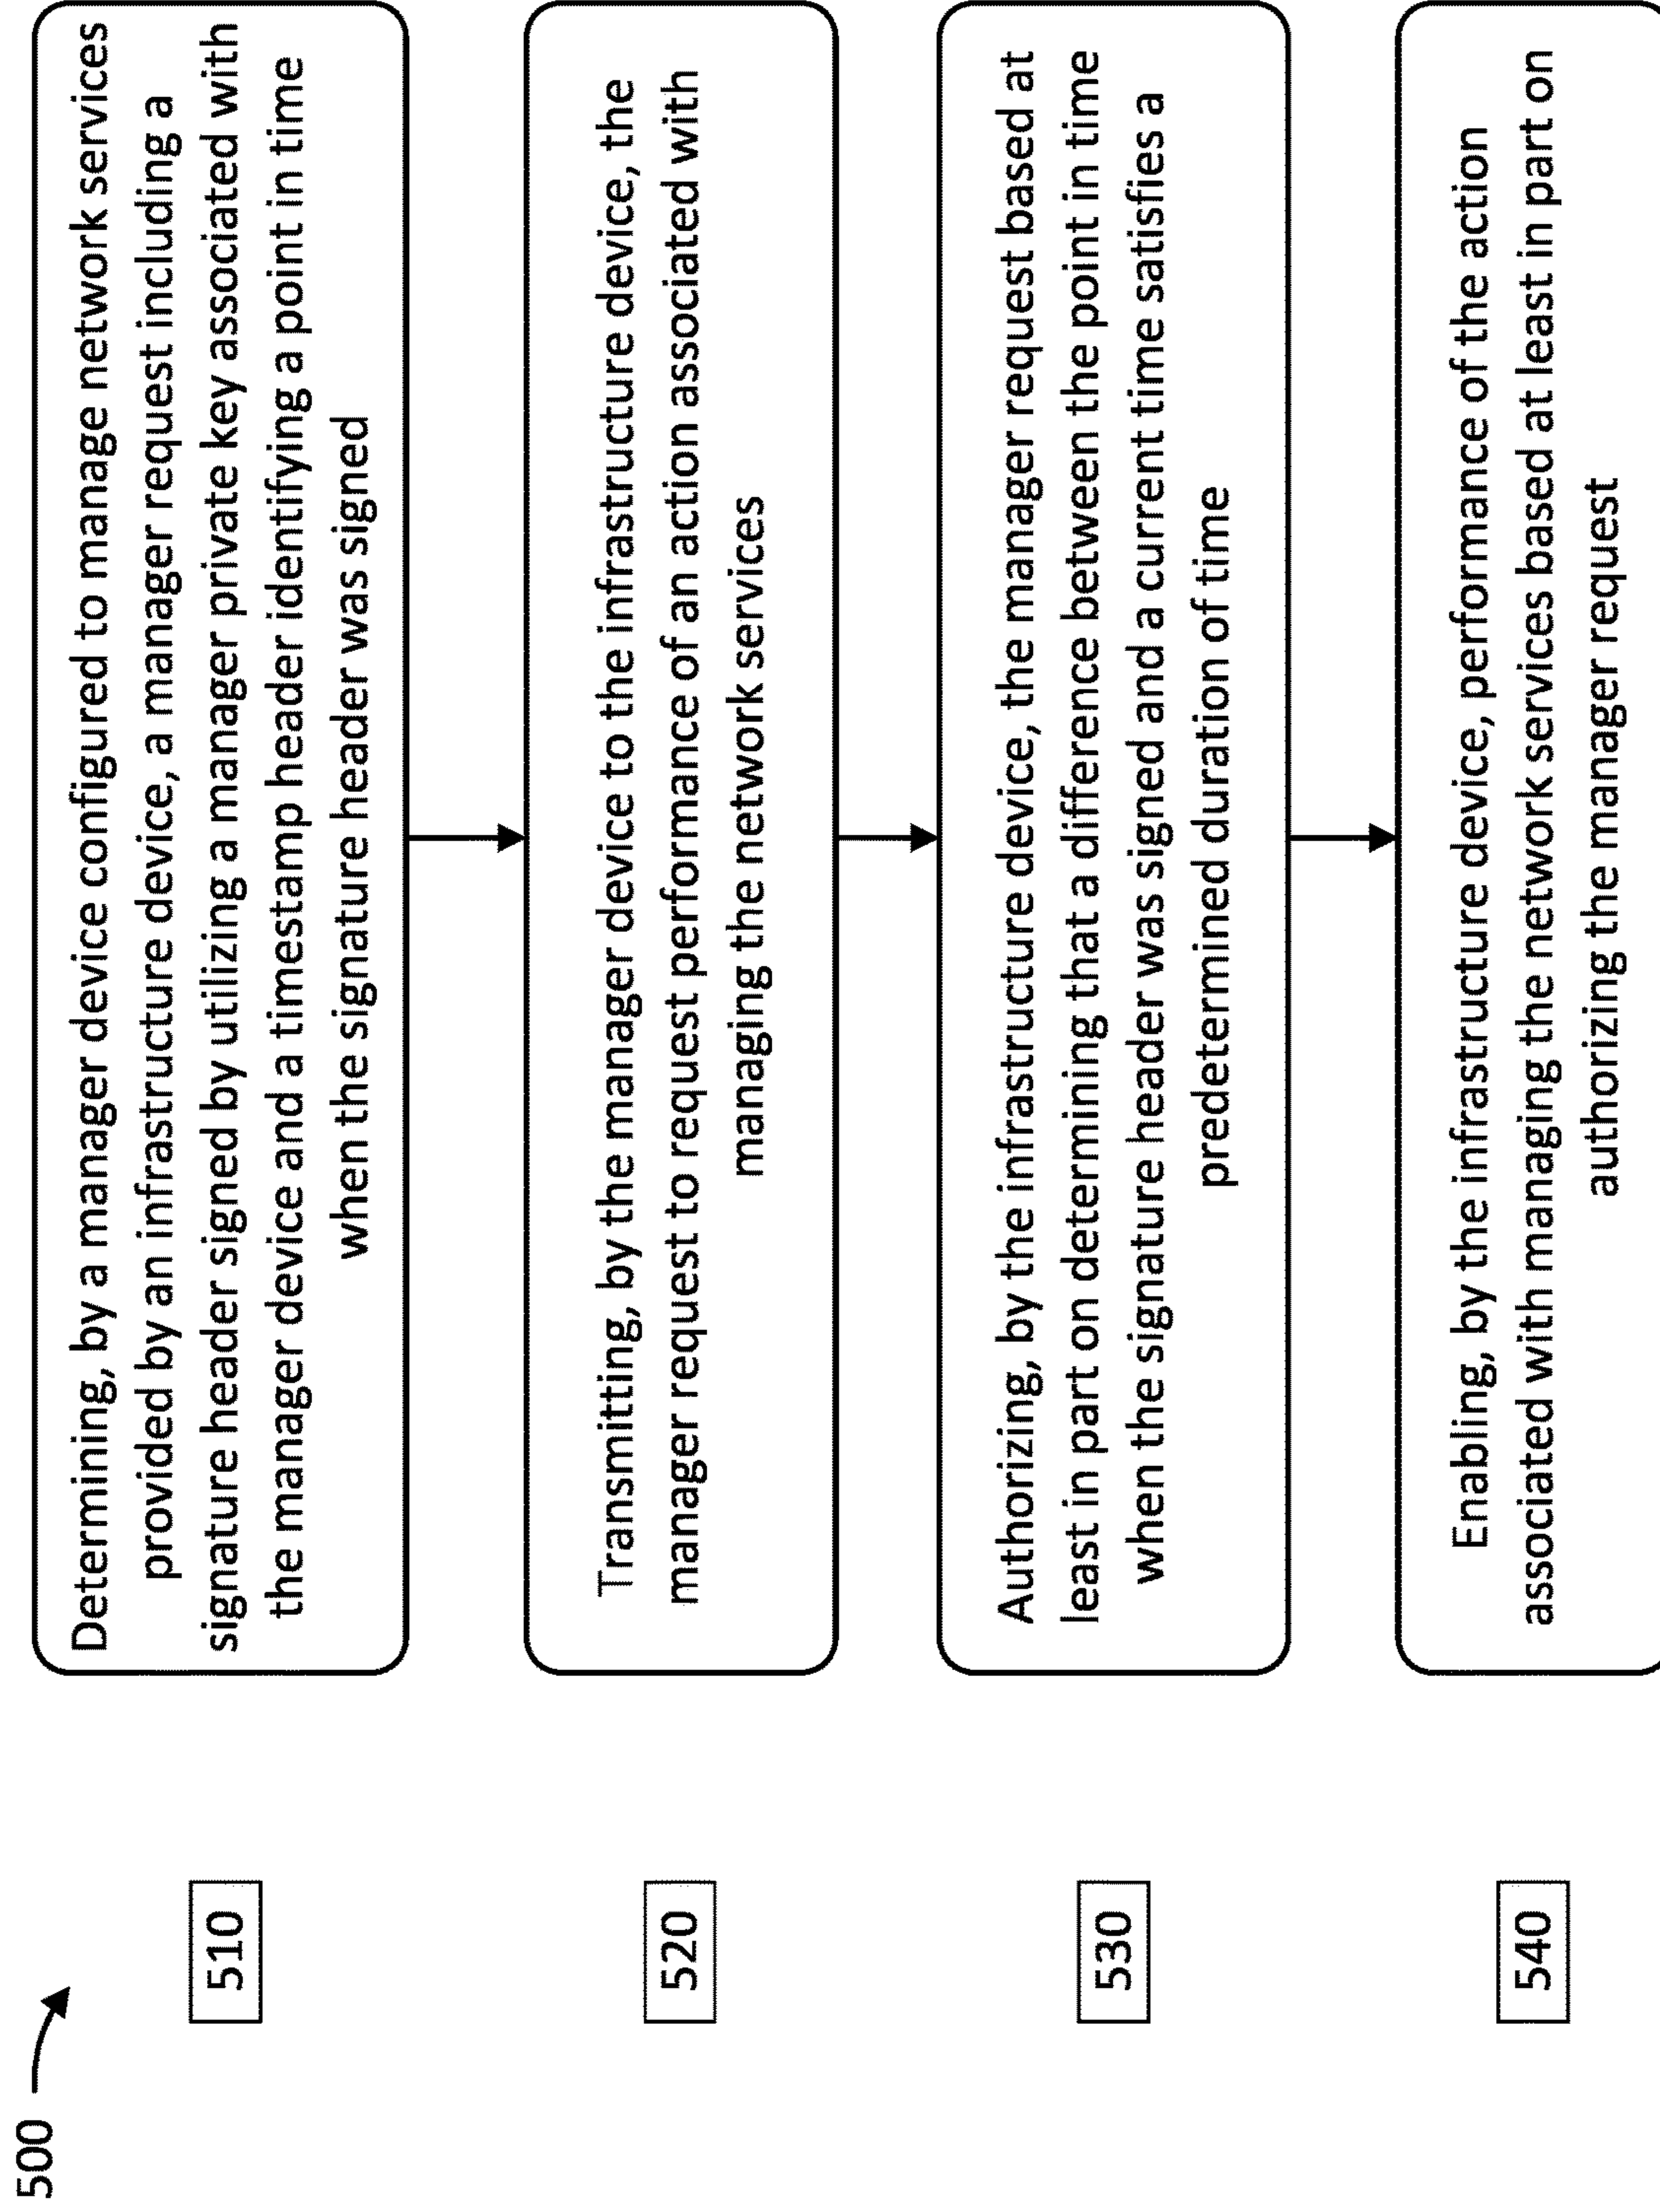 500
510
Determining, by a manager device configured to manage network services
provided by an infrastructure device, a manager request including a
signature header signed by utilizing a manager private key associated with
the manager device and a timestamp header identifying a point in time
when the signature header was signed
520
Transmitting, by the manager device to the infrastructure device, the
manager request to request performance of an action associated with
managing the network services
530
Authorizing, by the infrastructure device, the manager request based at
least in part on determining that a difference between the point in time
when the signature header was signed and a current time satisfies a
predetermined duration of time
540
Enabling, by the infrastructure device, performance of the action
associated with managing the network services based at least in part on
authorizing the manager request